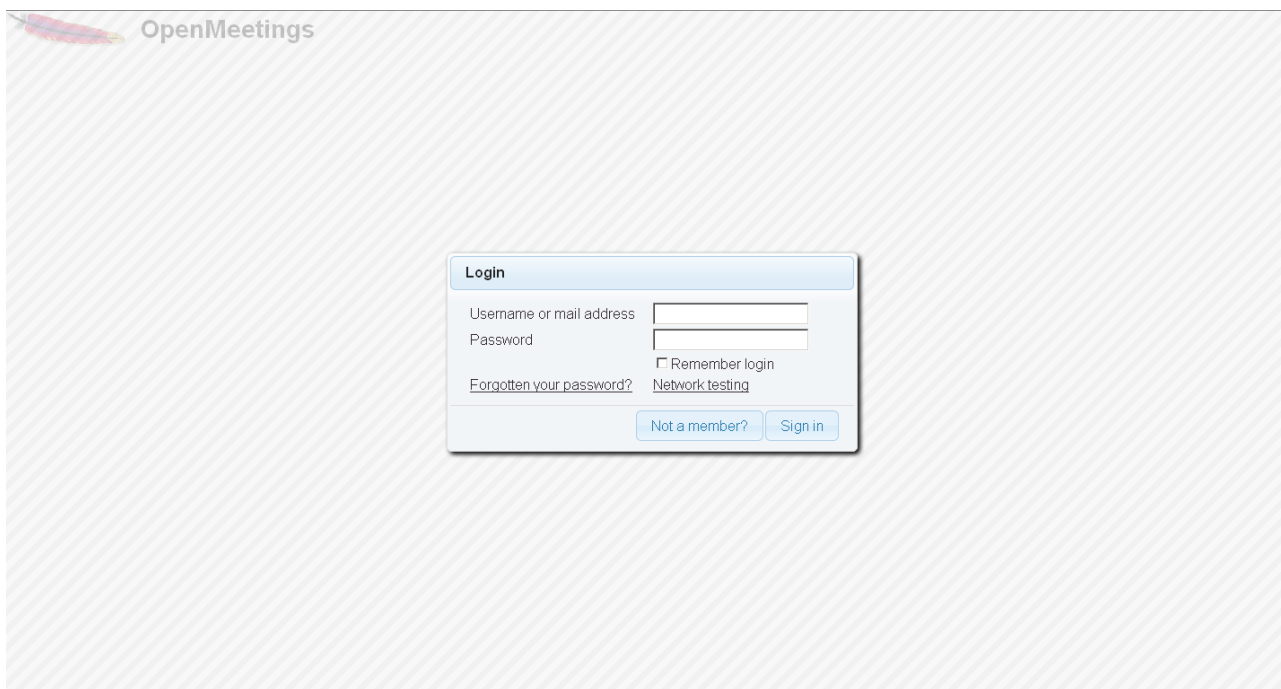 OpenMeetings
Login
Username or mail address
Password
Remember login
Forgotten your password? Network testing
Not a member? Sign in